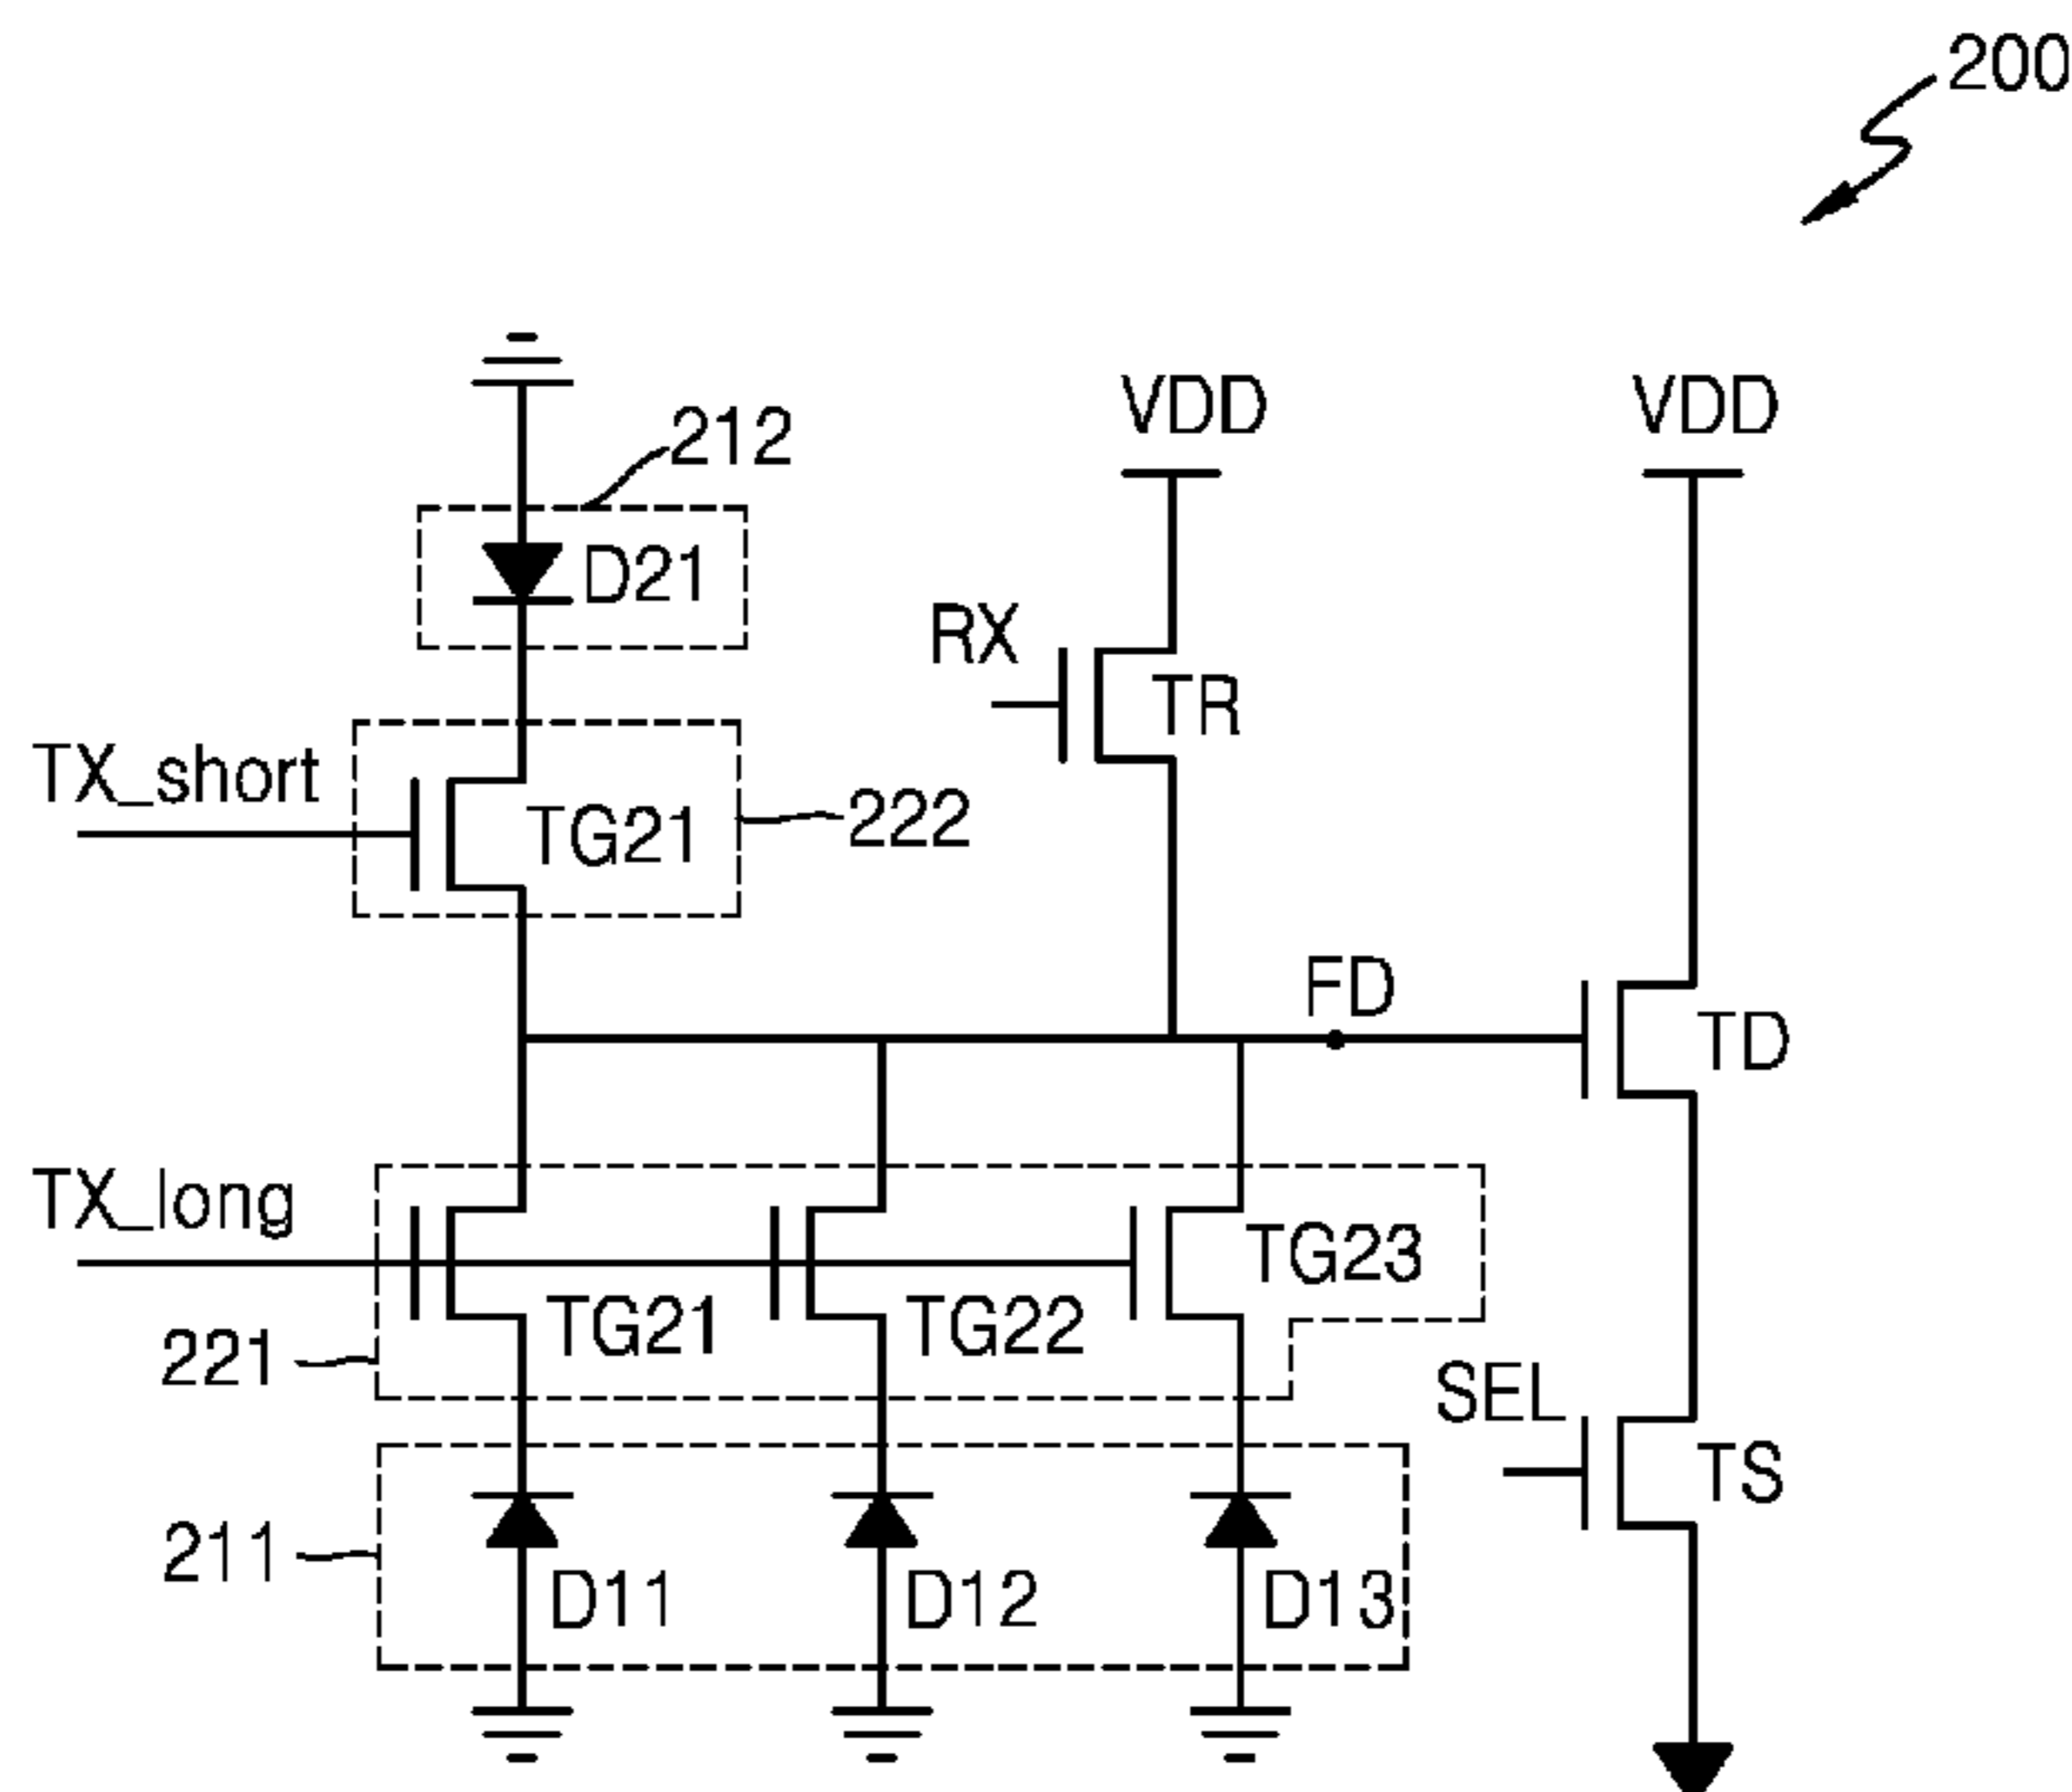 200
VDD
VDD
212
D21
RX
TR
TX_short
TG21
222
FD
TD
TX_long
TG23
TG21
TG22
221
SEL
TS
211
D11
D12
D13